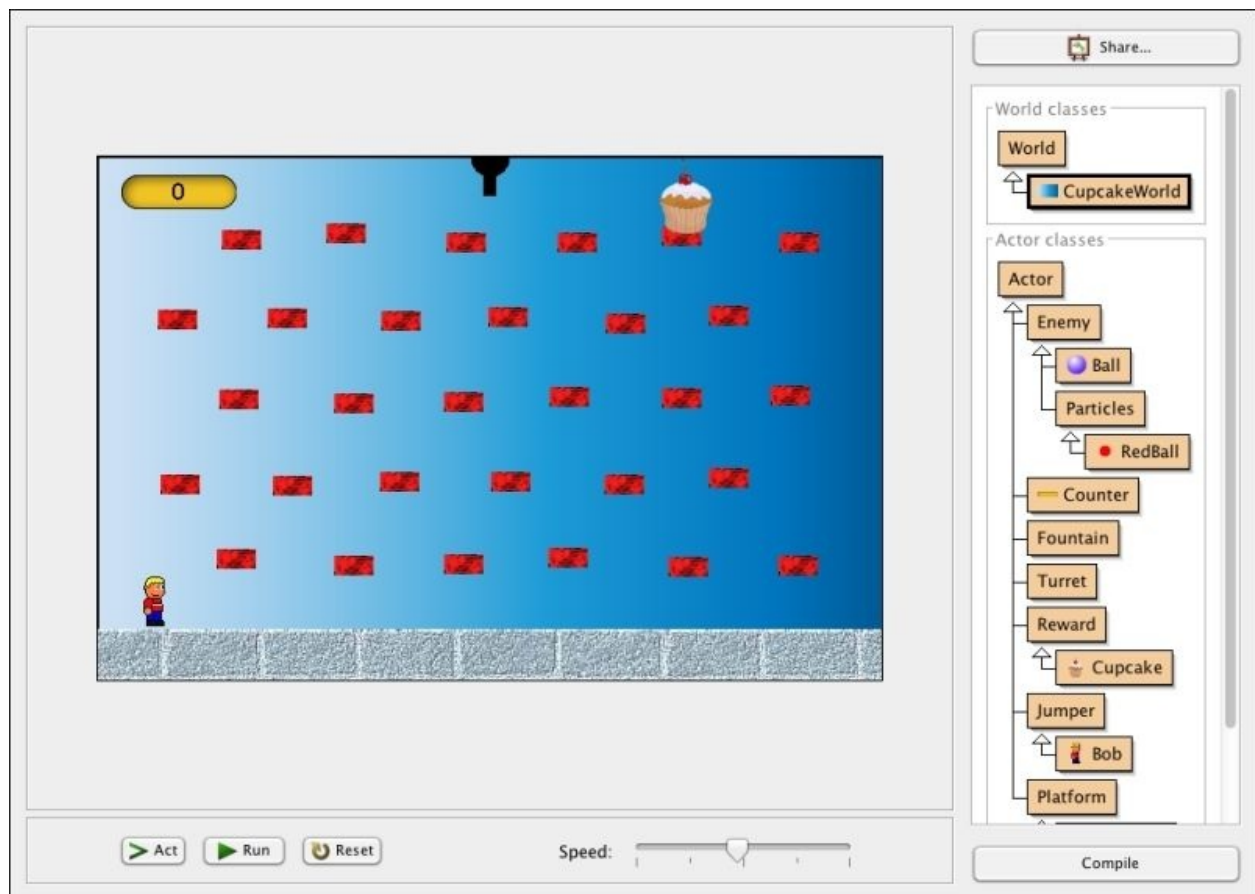 0
Act
Run
Reset
Speed:
Share...
World classes
World
CupcakeWorld
Actor classes
Actor
Enemy
Ball
Particles
RedBall
Counter
Fountain
Turret
Reward
Cupcake
Jumper
Bob
Platform
Compile